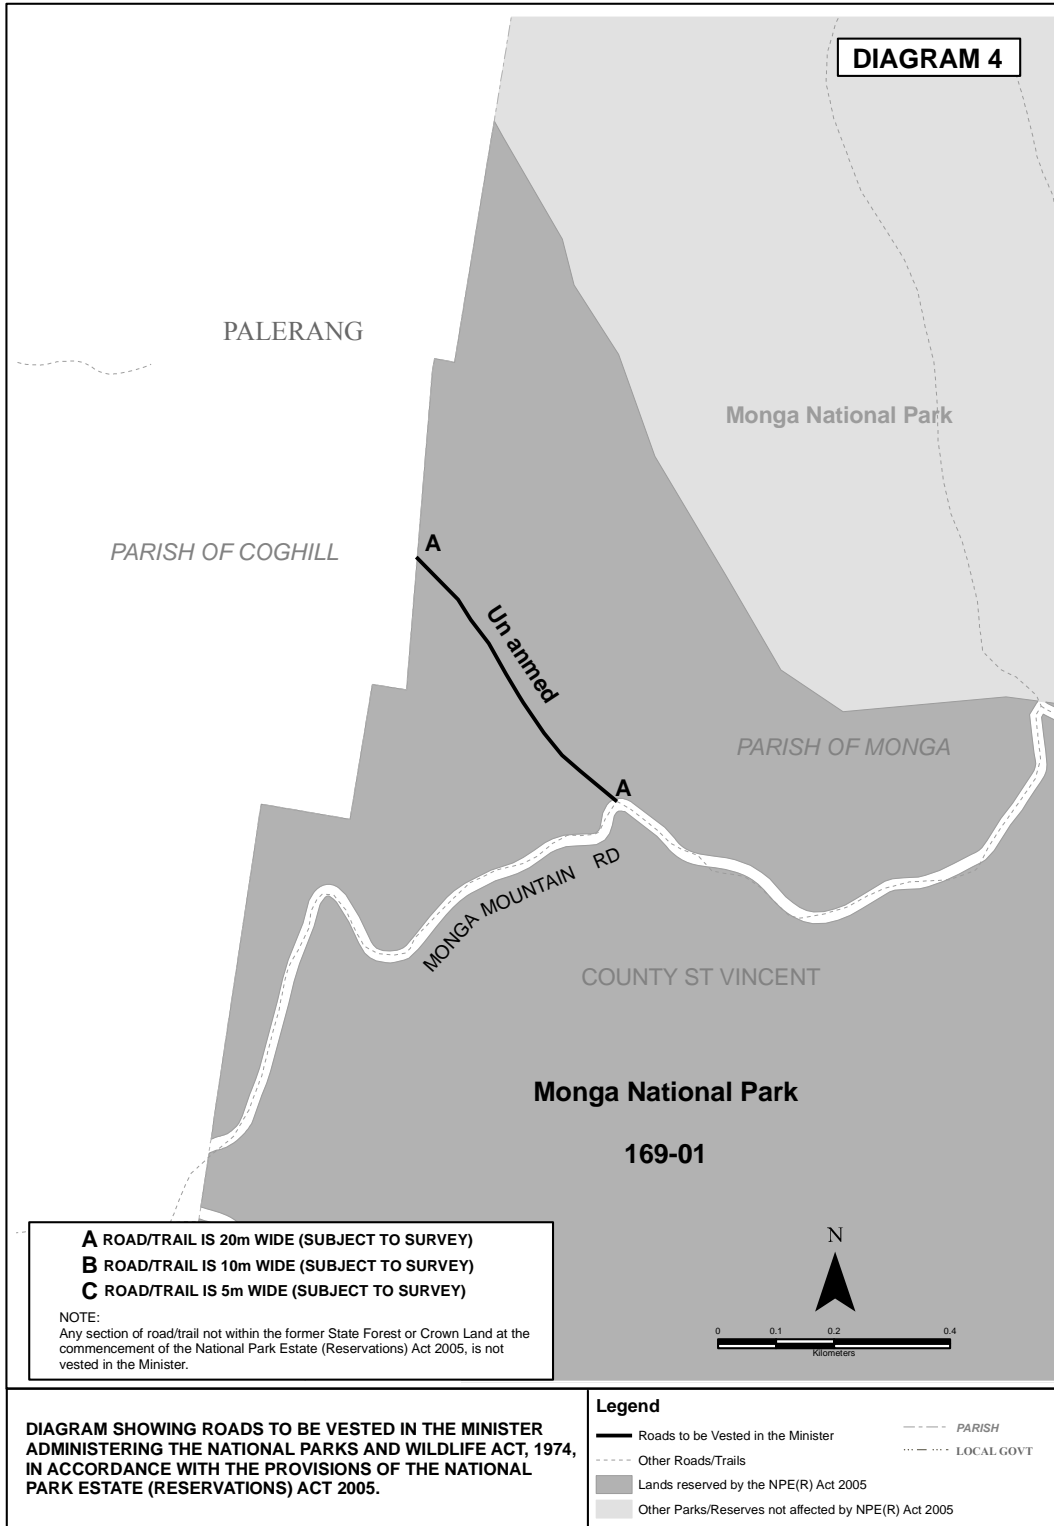 DIAGRAM 4
PALERANG
Monga National Park
PARISH OF COGHILL
A
Un anmed
PARISH OF MONGA
A
MONGA MOUNTAIN RD
COUNTY ST VINCENT
Monga National Park
169-01
A ROAD/TRAIL IS 20m WIDE (SUBJECT TO SURVEY)
B ROAD/TRAIL IS 10m WIDE (SUBJECT TO SURVEY)
C ROAD/TRAIL IS 5m WIDE (SUBJECT TO SURVEY)
NOTE:
Any section of road/trail not within the former State Forest or Crown Land at the
commencement of the National Park Estate (Reservations) Act 2005, is not
vested in the Minister.
N
0 0.1 0.2 0.4
Kilometers
DIAGRAM SHOWING ROADS TO BE VESTED IN THE MINISTER
ADMINISTERING THE NATIONAL PARKS AND WILDLIFE ACT, 1974,
IN ACCORDANCE WITH THE PROVISIONS OF THE NATIONAL
PARK ESTATE (RESERVATIONS) ACT 2005.
Legend
Roads to be Vested in the Minister
Other Roads/Trails
Lands reserved by the NPE(R) Act 2005
Other Parks/Reserves not affected by NPE(R) Act 2005
PARISH
LOCAL GOVT